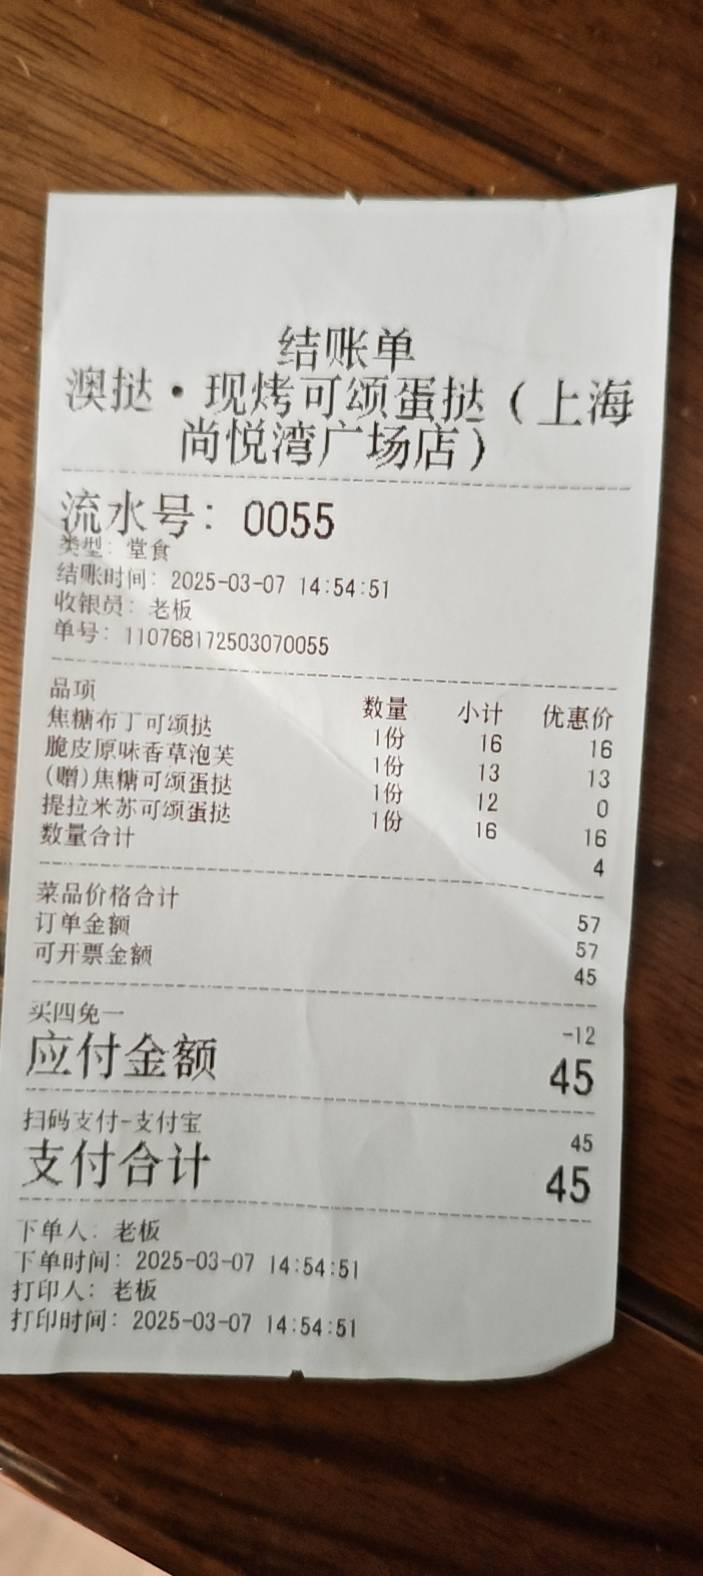 结账单
澳挞·现烤可颂蛋挞(上海
尚悦湾广场店)
流水号: 0055
类型: 堂食
结账时间: 2025-03-07 14:54:51
收银员: 老板
单号: 110768172503070055
品项 数量 小计 优惠价
焦糖布丁可颂挞 1份 16 16
脆皮原味香草泡芙 1份 13 13
(赠)焦糖可颂蛋挞 1份 12 0
提拉米苏可颂蛋挞 1份 16 16
数量合计 4
菜品价格合计 57
订单金额 57
可开票金额 45
买四免一 -12
应付金额 45
扫码支付-支付宝 45
支付合计 45
下单人: 老板
下单时间: 2025-03-07 14:54:51
打印人: 老板
打印时间: 2025-03-07 14:54:51